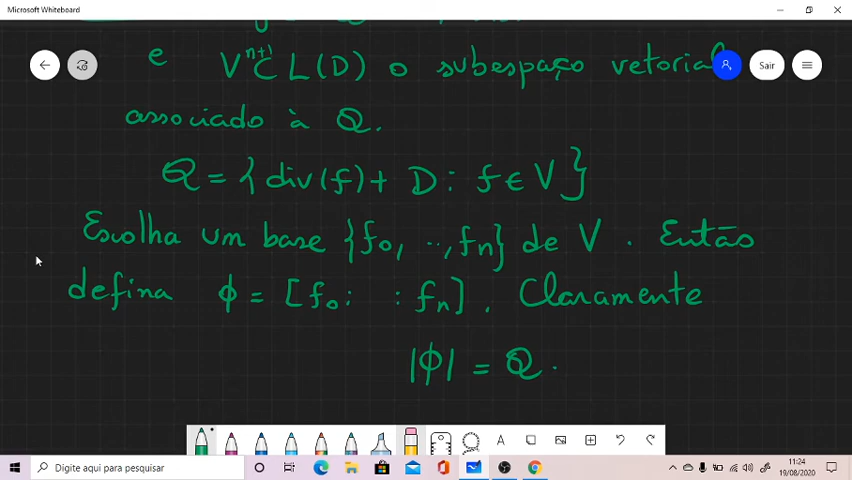 Microsoft Whiteboard
e V^{n+1} ⊂ L(D) o subespaço vetorial
Sair
associado à Q.
Q = {div(f) + D : f ∈ V}
Escolha um base {f₀, .., fₙ} de V. Então
defina ϕ = [f₀: : fₙ]. Claramente
|ϕ| = Q.
Digite aqui para pesquisar
11:24
19/08/2020